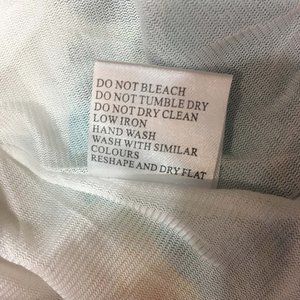 DO NOT BLEACH
DO NOT TUMBLE DRY
DO NOT DRY CLEAN
LOW IRON
HAND WASH
WASH WITH SIMILAR
COLOURS
RESHAPE AND DRY FLAT